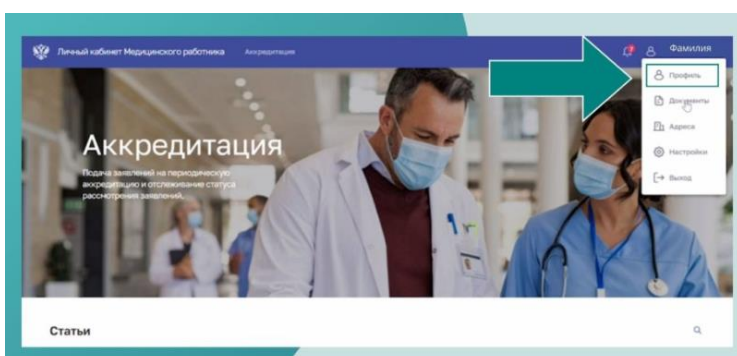 Личный кабинет Медицинского работника
Аккредитация
Фамилия
Профиль
Документы
Адреса
Настройки
Выход
Аккредитация
Подача заявлений на периодическую
аккредитацию и отслеживание статуса
рассмотрения заявлений.
Статьи